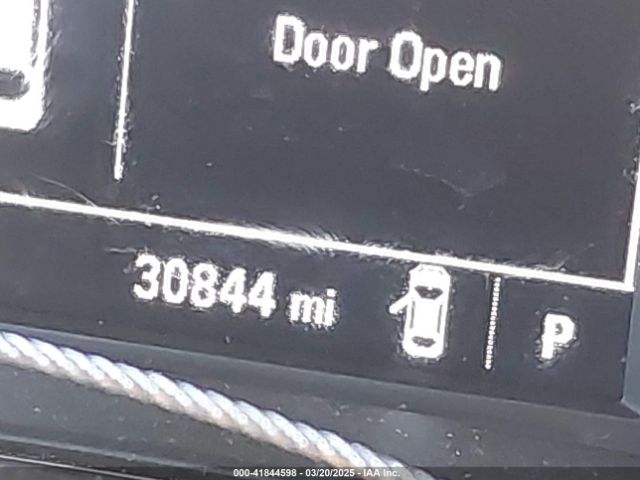 Door Open
30844 mi
P
000-41844598 - 03/20/2025 - IAA Inc.